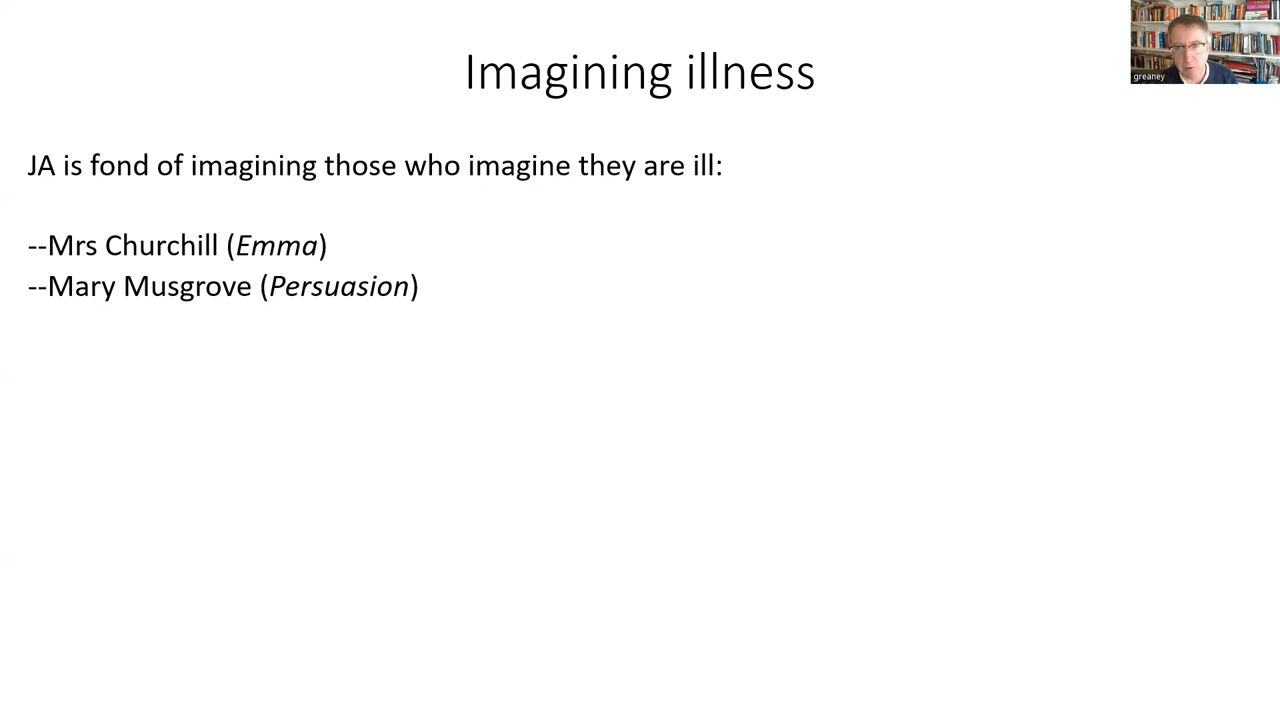 Imagining illness
greaney
JA is fond of imagining those who imagine they are ill:
--Mrs Churchill (Emma)
--Mary Musgrove (Persuasion)